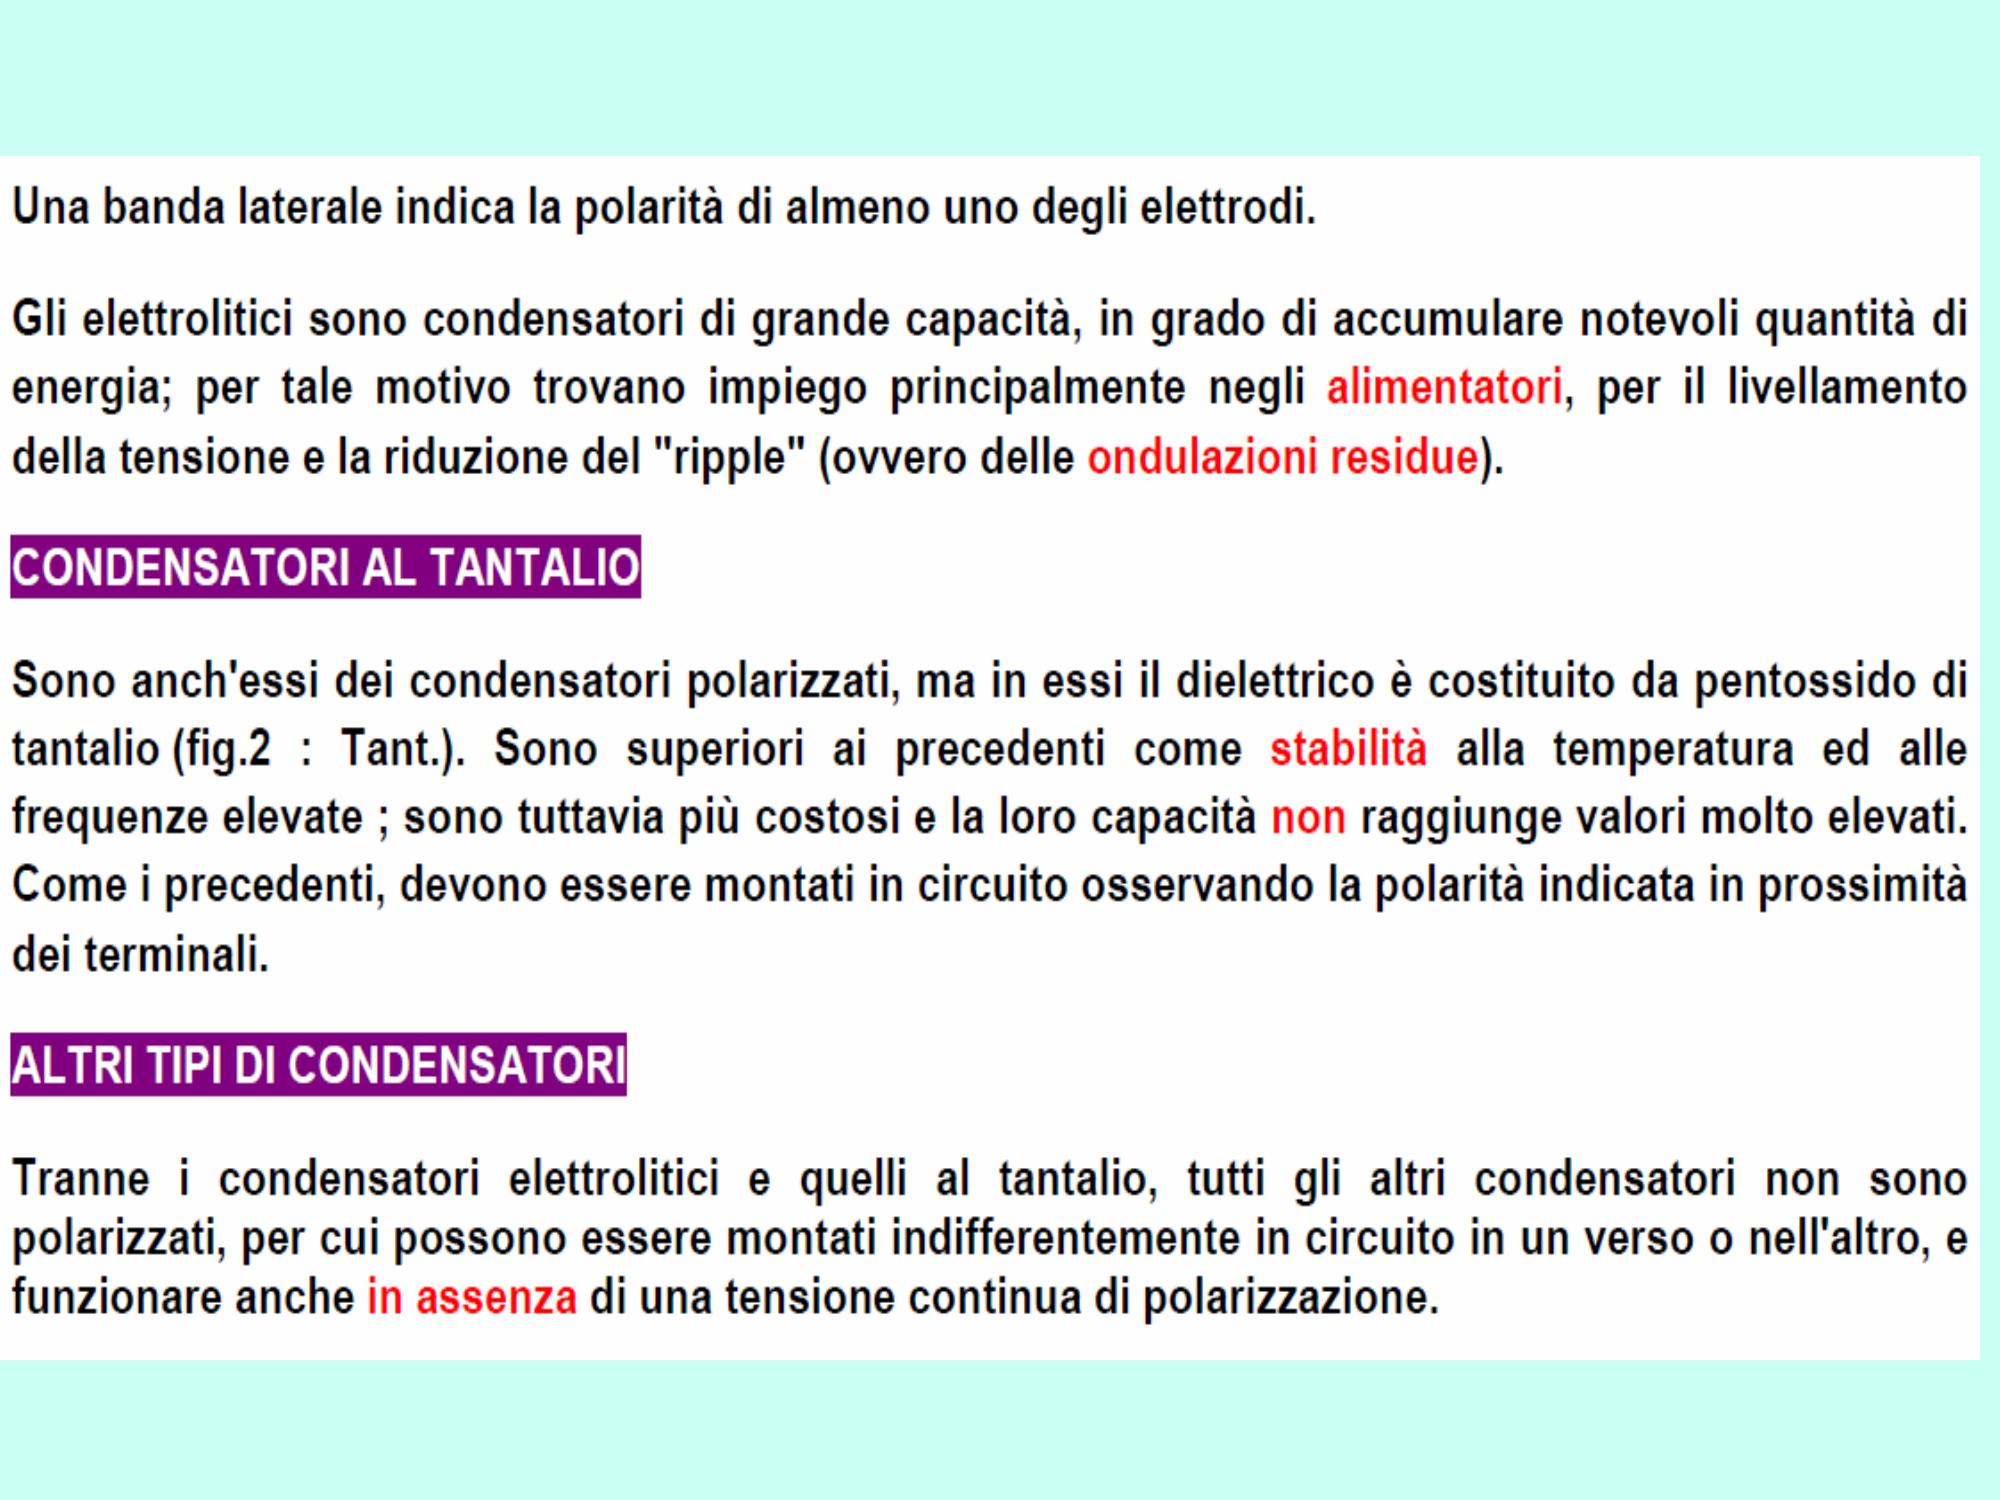 Una banda laterale indica la polarità di almeno uno degli elettrodi.
Gli elettrolitici sono condensatori di grande capacità, in grado di accumulare notevoli quantità di
energia; per tale motivo trovano impiego principalmente negli alimentatori, per il livellamento
della tensione e la riduzione del "ripple" (ovvero delle ondulazioni residue).
CONDENSATORI AL TANTALIO
Sono anch'essi dei condensatori polarizzati, ma in essi il dielettrico è costituito da pentossido di
tantalio (fig.2 : Tant.). Sono superiori ai precedenti come stabilità alla temperatura ed alle
frequenze elevate ; sono tuttavia più costosi e la loro capacità non raggiunge valori molto elevati.
Come i precedenti, devono essere montati in circuito osservando la polarità indicata in prossimità
dei terminali.
ALTRI TIPI DI CONDENSATORI
Tranne i condensatori elettrolitici e quelli al tantalio, tutti gli altri condensatori non sono
polarizzati, per cui possono essere montati indifferentemente in circuito in un verso o nell'altro, e
funzionare anche in assenza di una tensione continua di polarizzazione.